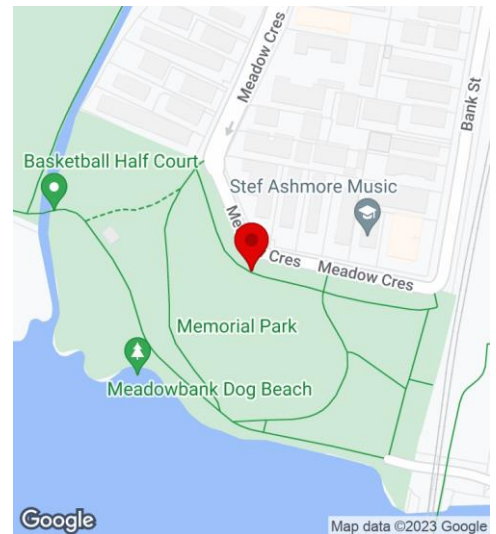 Meadow Cres
Bank St
Basketball Half Court
Stef Ashmore Music
Cres
Meadow Cres
Memorial Park
Meadowbank Dog Beach
Google
Map data ©2023 Google